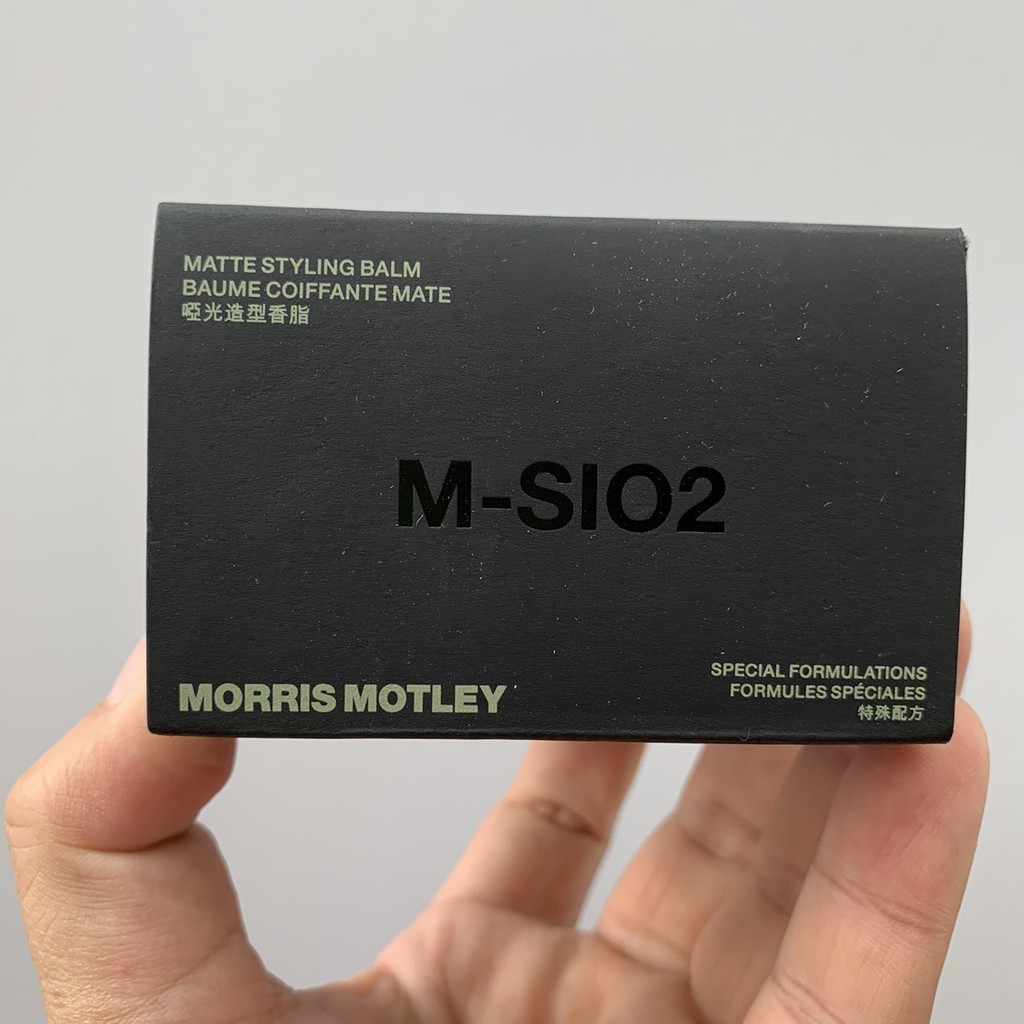 MATTE STYLING BALM
BAUME COIFFANTE MATE
啞光造型香脂
M-SIO2
MORRIS MOTLEY
SPECIAL FORMULATIONS
FORMULES SPÉCIALES
特殊配方